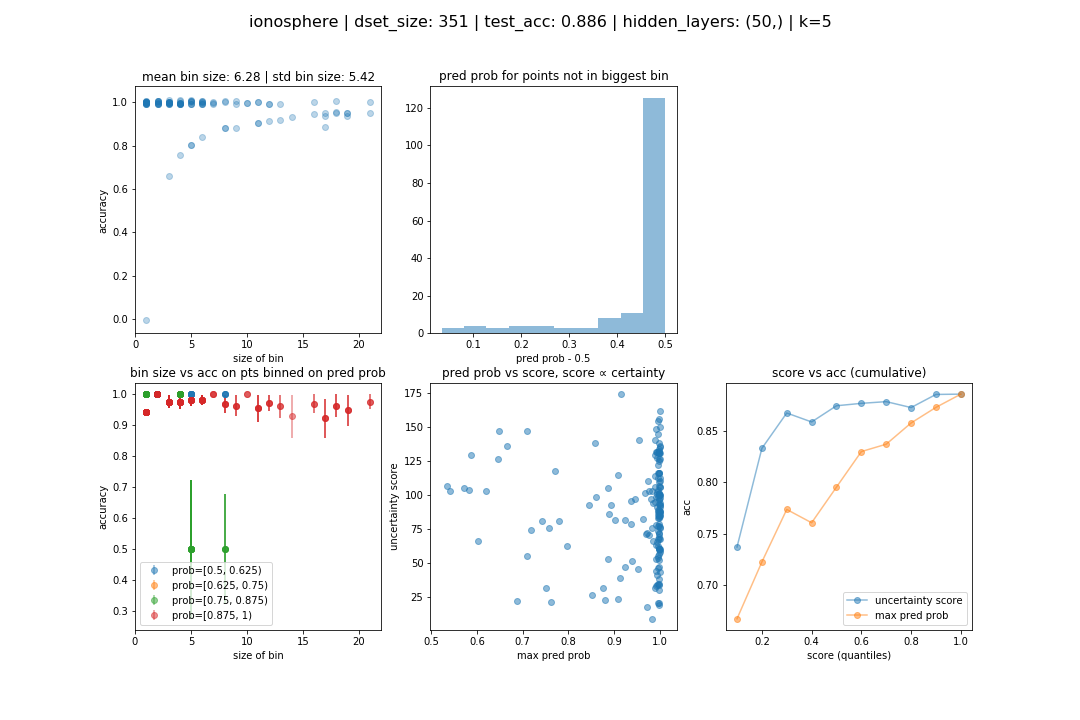 ionosphere | dset_size: 351 | test_acc: 0.886 | hidden_layers: (50,) | k=5
mean bin size: 6.28 | std bin size: 5.42
1.0
0.8
0.6
0.4
0.2
0.0
accuracy
0
5
10
15
20
size of bin
pred prob for points not in biggest bin
120
100
80
60
40
20
0
0.1
0.2
0.3
0.4
0.5
pred prob - 0.5
bin size vs acc on pts binned on pred prob
1.0
0.9
0.8
0.7
0.6
0.5
0.4
0.3
accuracy
prob=[0.5, 0.625)
prob=[0.625, 0.75)
prob=[0.75, 0.875)
prob=[0.875, 1)
0
5
10
15
20
size of bin
pred prob vs score, score ∝ certainty
175
150
125
100
75
50
25
uncertainty score
0.5
0.6
0.7
0.8
0.9
1.0
max pred prob
score vs acc (cumulative)
0.85
0.80
0.75
0.70
acc
uncertainty score
max pred prob
0.2
0.4
0.6
0.8
1.0
score (quantiles)